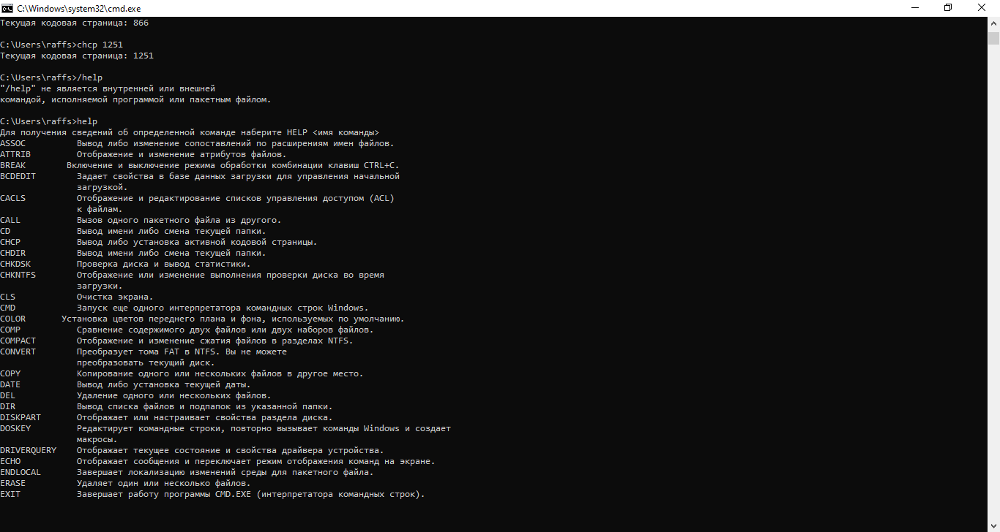 C:\Windows\system32\cmd.exe
Текущая кодовая страница: 866
C:\Users\raffs>chcp 1251
Текущая кодовая страница: 1251
C:\Users\raffs>/help
"/help" не является внутренней или внешней
командой, исполняемой программой или пакетным файлом.
C:\Users\raffs>help
Для получения сведений об определенной команде наберите HELP <имя команды>
ASSOC          Вывод либо изменение сопоставлений по расширениям имен файлов.
ATTRIB         Отображение и изменение атрибутов файлов.
BREAK        Включение и выключение режима обработки комбинации клавиш CTRL+C.
BCDEDIT        Задает свойства в базе данных загрузки для управления начальной
               загрузкой.
CACLS          Отображение и редактирование списков управления доступом (ACL)
               к файлам.
CALL           Вызов одного пакетного файла из другого.
CD             Вывод имени либо смена текущей папки.
CHCP           Вывод либо установка активной кодовой страницы.
CHDIR          Вывод имени либо смена текущей папки.
CHKDSK         Проверка диска и вывод статистики.
CHKNTFS        Отображение или изменение выполнения проверки диска во время
               загрузки.
CLS            Очистка экрана.
CMD            Запуск еще одного интерпретатора командных строк Windows.
COLOR       Установка цветов переднего плана и фона, используемых по умолчанию.
COMP           Сравнение содержимого двух файлов или двух наборов файлов.
COMPACT        Отображение и изменение сжатия файлов в разделах NTFS.
CONVERT        Преобразует тома FAT в NTFS. Вы не можете
               преобразовать текущий диск.
COPY           Копирование одного или нескольких файлов в другое место.
DATE           Вывод либо установка текущей даты.
DEL            Удаление одного или нескольких файлов.
DIR            Вывод списка файлов и подпапок из указанной папки.
DISKPART       Отображает или настраивает свойства раздела диска.
DOSKEY         Редактирует командные строки, повторно вызывает команды Windows и создает
               макросы.
DRIVERQUERY    Отображает текущее состояние и свойства драйвера устройства.
ECHO           Отображает сообщения и переключает режим отображения команд на экране.
ENDLOCAL       Завершает локализацию изменений среды для пакетного файла.
ERASE          Удаляет один или несколько файлов.
EXIT           Завершает работу программы CMD.EXE (интерпретатора командных строк).